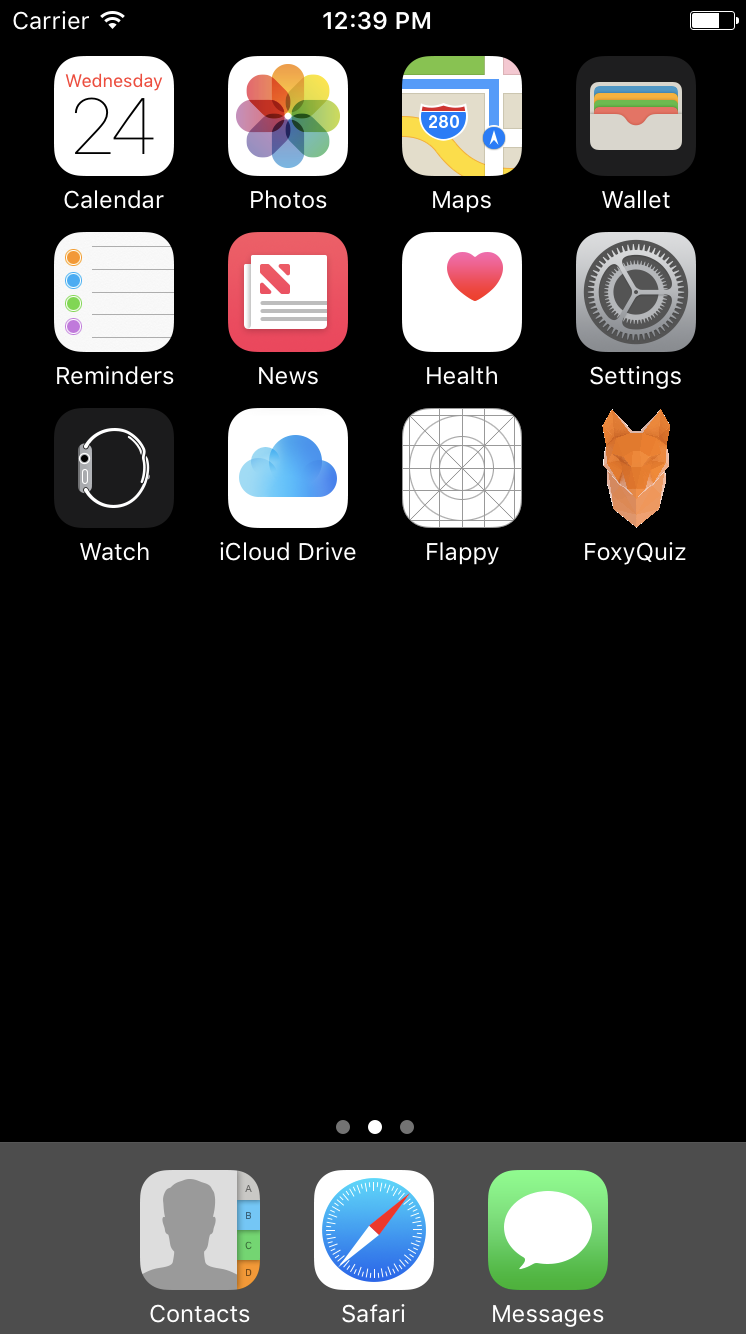 Carrier 12:39 PM
Wednesday
24
280
Calendar Photos Maps Wallet
Reminders News Health Settings
Watch iCloud Drive Flappy FoxyQuiz
A
B
C
D
Contacts Safari Messages